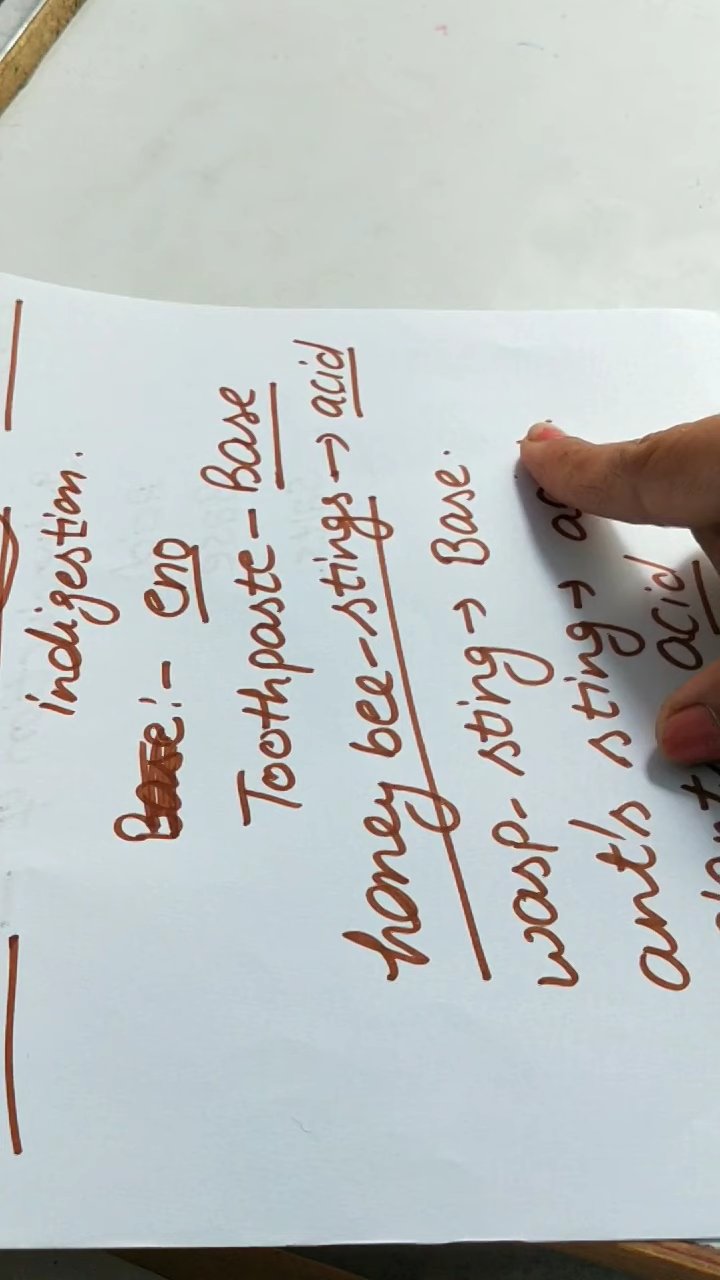 indigestion.
Base:- eno
Toothpaste - Base
honey bee - stings → acid
wasp - sting → Base.
ant's sting →
acid